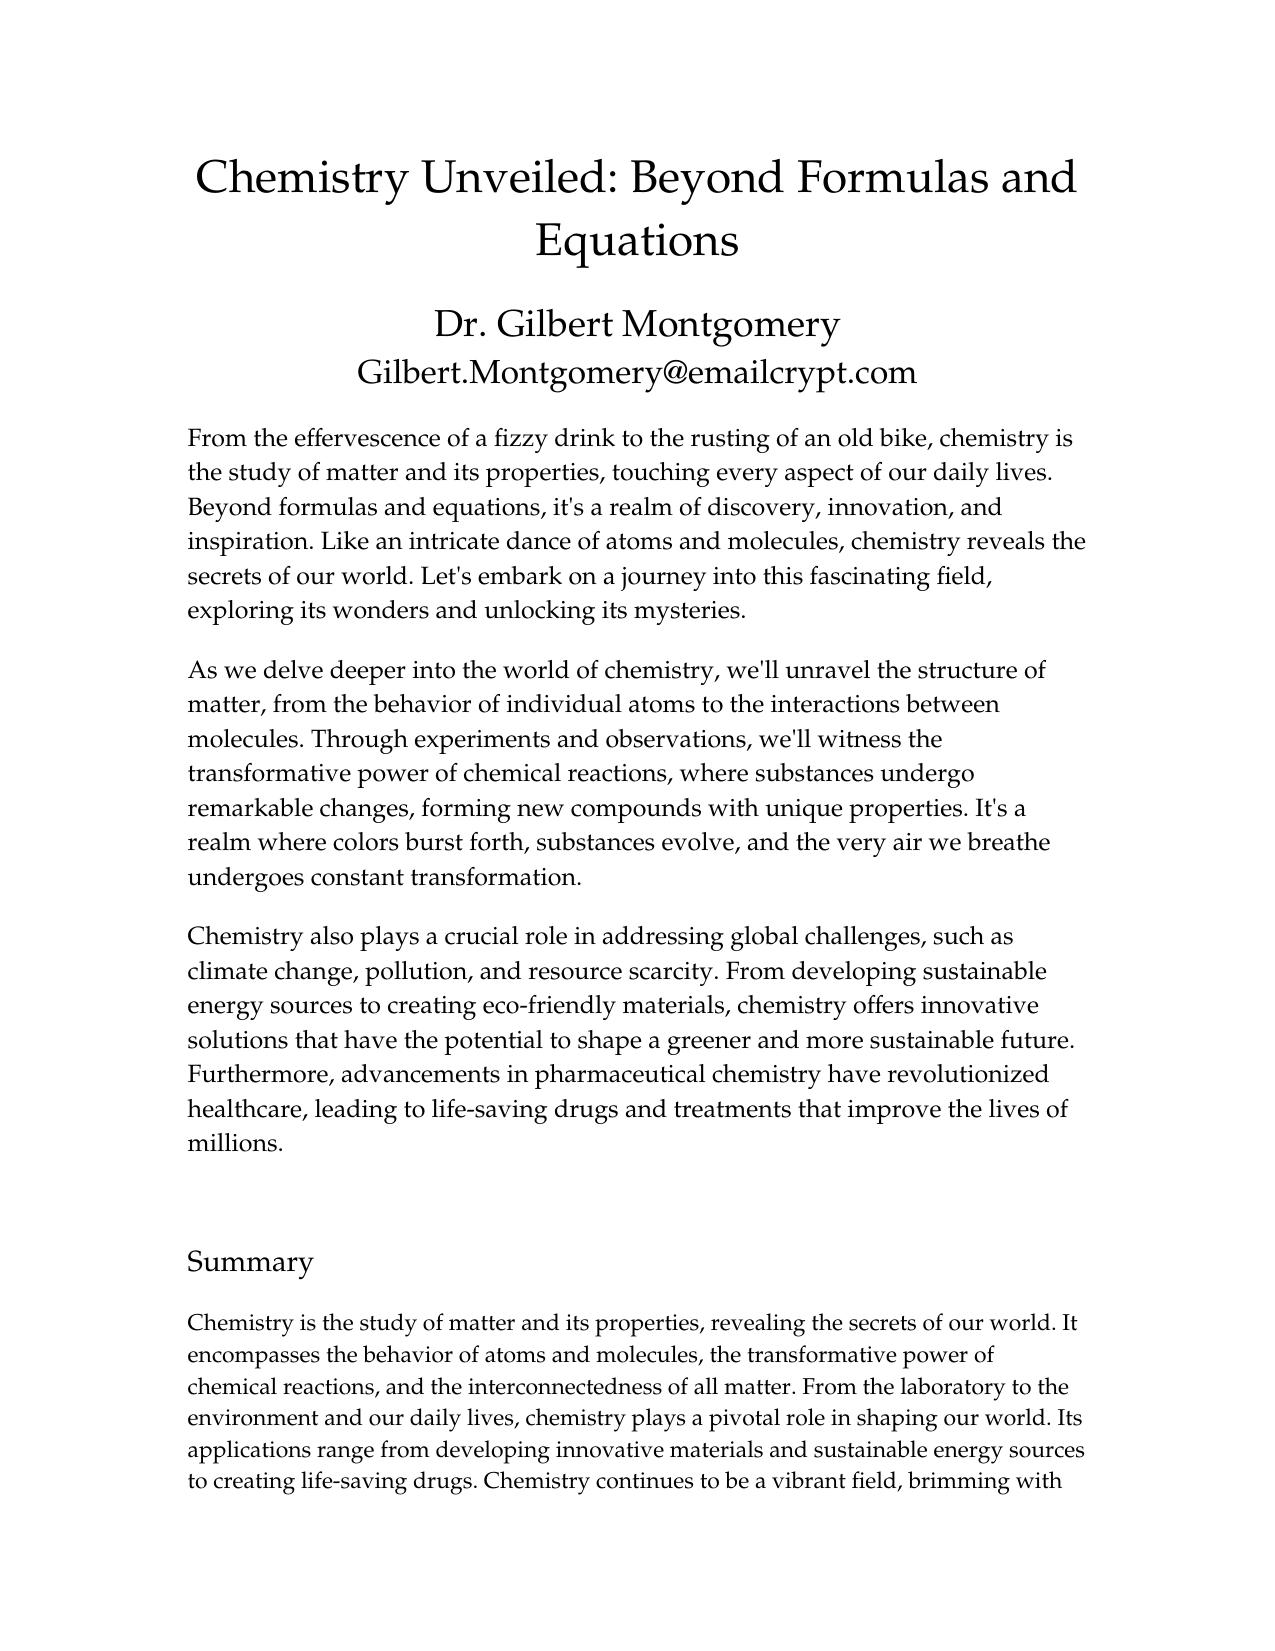 Chemistry Unveiled: Beyond Formulas and
Equations
Dr. Gilbert Montgomery
Gilbert.Montgomery@emailcrypt.com
From the effervescence of a fizzy drink to the rusting of an old bike, chemistry is
the study of matter and its properties, touching every aspect of our daily lives.
Beyond formulas and equations, it's a realm of discovery, innovation, and
inspiration. Like an intricate dance of atoms and molecules, chemistry reveals the
secrets of our world. Let's embark on a journey into this fascinating field,
exploring its wonders and unlocking its mysteries.
As we delve deeper into the world of chemistry, we'll unravel the structure of
matter, from the behavior of individual atoms to the interactions between
molecules. Through experiments and observations, we'll witness the
transformative power of chemical reactions, where substances undergo
remarkable changes, forming new compounds with unique properties. It's a
realm where colors burst forth, substances evolve, and the very air we breathe
undergoes constant transformation.
Chemistry also plays a crucial role in addressing global challenges, such as
climate change, pollution, and resource scarcity. From developing sustainable
energy sources to creating eco-friendly materials, chemistry offers innovative
solutions that have the potential to shape a greener and more sustainable future.
Furthermore, advancements in pharmaceutical chemistry have revolutionized
healthcare, leading to life-saving drugs and treatments that improve the lives of
millions.
Summary
Chemistry is the study of matter and its properties, revealing the secrets of our world. It
encompasses the behavior of atoms and molecules, the transformative power of
chemical reactions, and the interconnectedness of all matter. From the laboratory to the
environment and our daily lives, chemistry plays a pivotal role in shaping our world. Its
applications range from developing innovative materials and sustainable energy sources
to creating life-saving drugs. Chemistry continues to be a vibrant field, brimming with